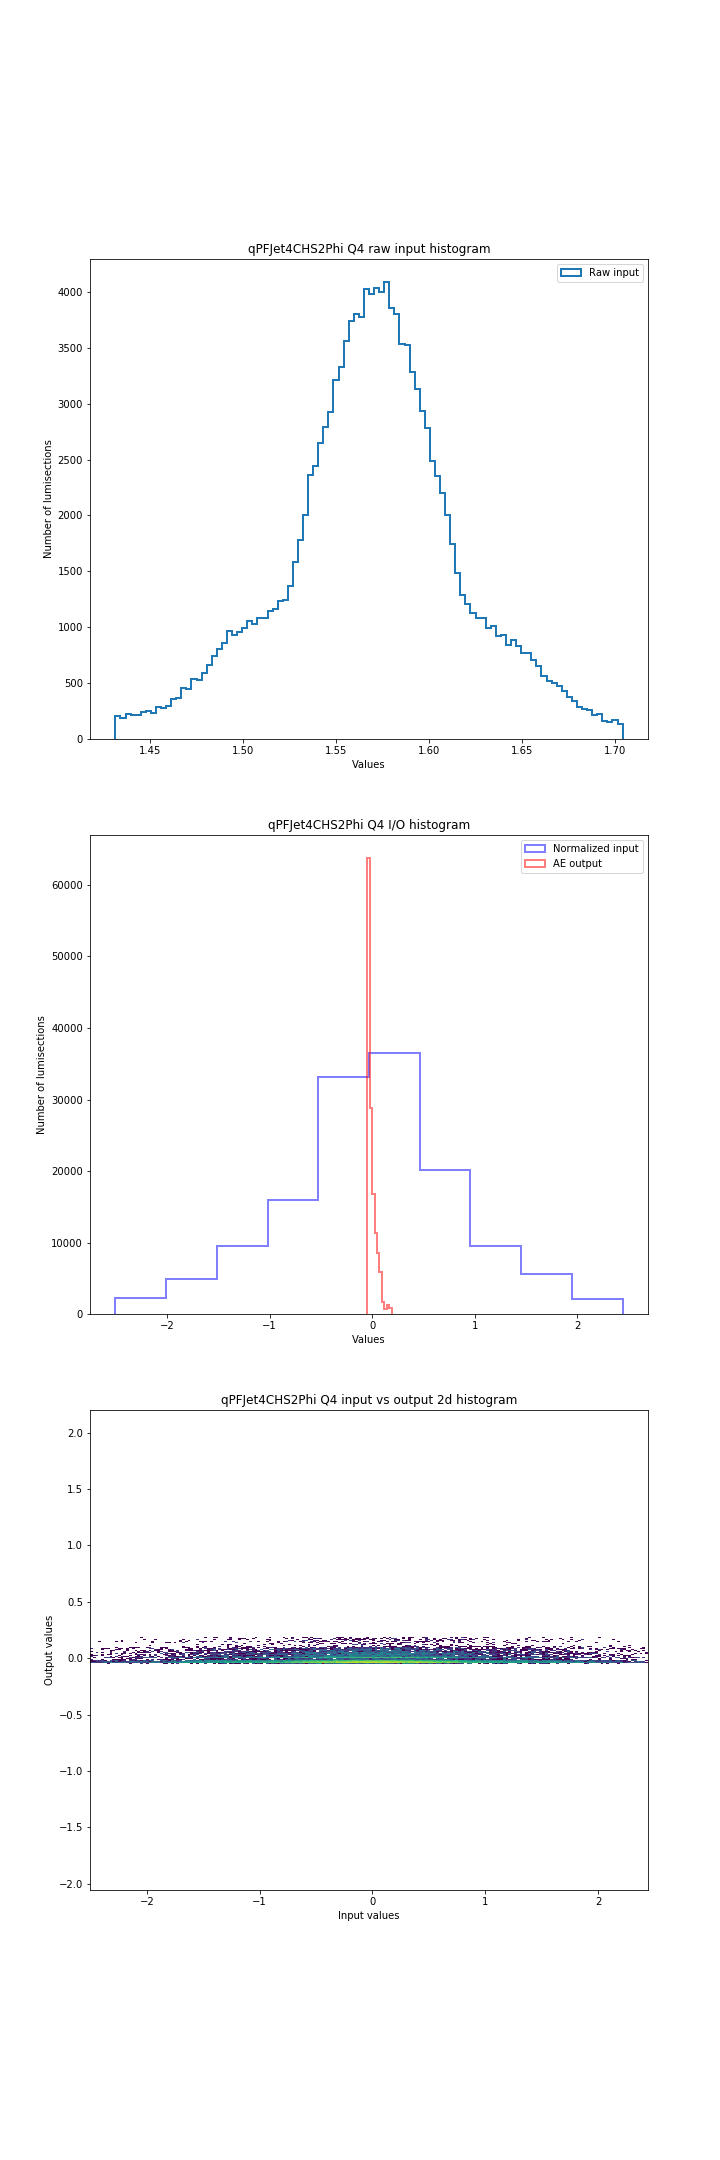 qPFJet4CHS2Phi Q4 raw input histogram
Raw input
4000
3500
3000
2500
2000
1500
1000
500
0
Number of lumisections
1.45 1.50 1.55 1.60 1.65 1.70
Values
qPFJet4CHS2Phi Q4 I/O histogram
Normalized input
AE output
60000
50000
40000
30000
20000
10000
0
Number of lumisections
−2 −1 0 1 2
Values
qPFJet4CHS2Phi Q4 input vs output 2d histogram
2.0
1.5
1.0
0.5
0.0
−0.5
−1.0
−1.5
−2.0
Output values
−2 −1 0 1 2
Input values